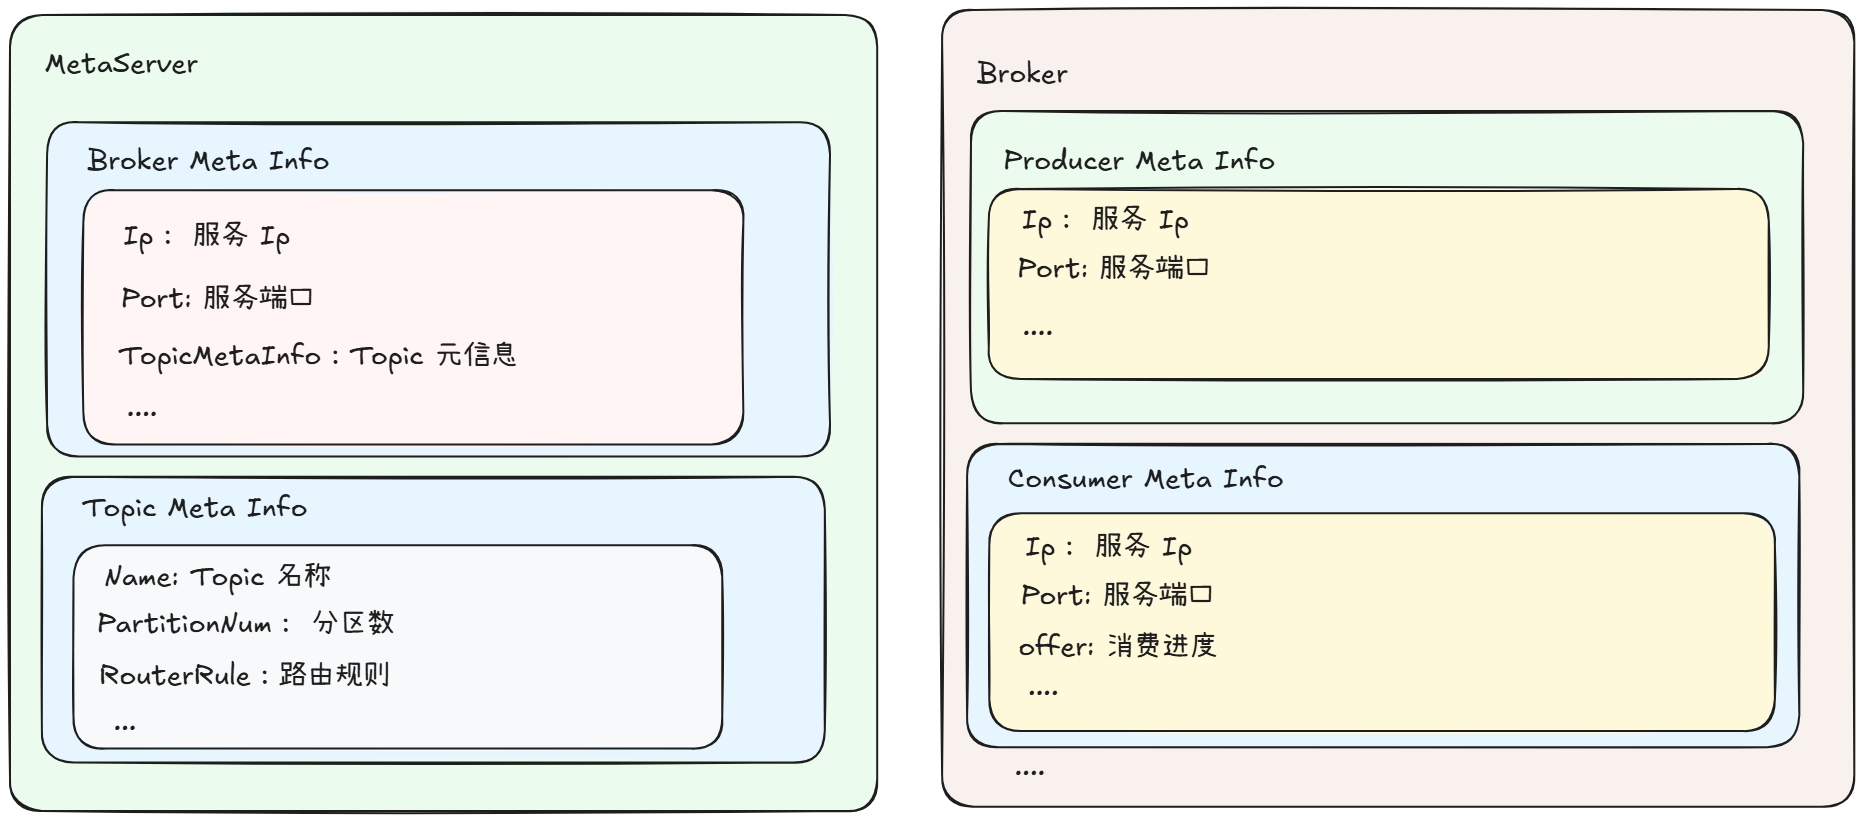 MetaServer
Broker Meta Info
Ip： 服务 Ip
Port: 服务端口
TopicMetaInfo：Topic 元信息
....
Topic Meta Info
Name: Topic 名称
PartitionNum： 分区数
RouterRule：路由规则
...
Broker
Producer Meta Info
Ip： 服务 Ip
Port: 服务端口
....
Consumer Meta Info
Ip： 服务 Ip
Port: 服务端口
offer: 消费进度
....
....